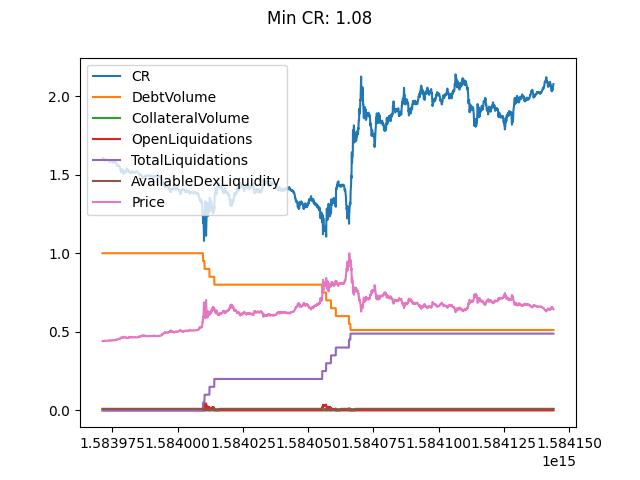 Min CR: 1.08
CR
DebtVolume
CollateralVolume
OpenLiquidations
TotalLiquidations
AvailableDexLiquidity
Price
2.0
1.5
1.0
0.5
0.0
1.583975 1.584000 1.584025 1.584050 1.584075 1.584100 1.584125 1.584150
1e15